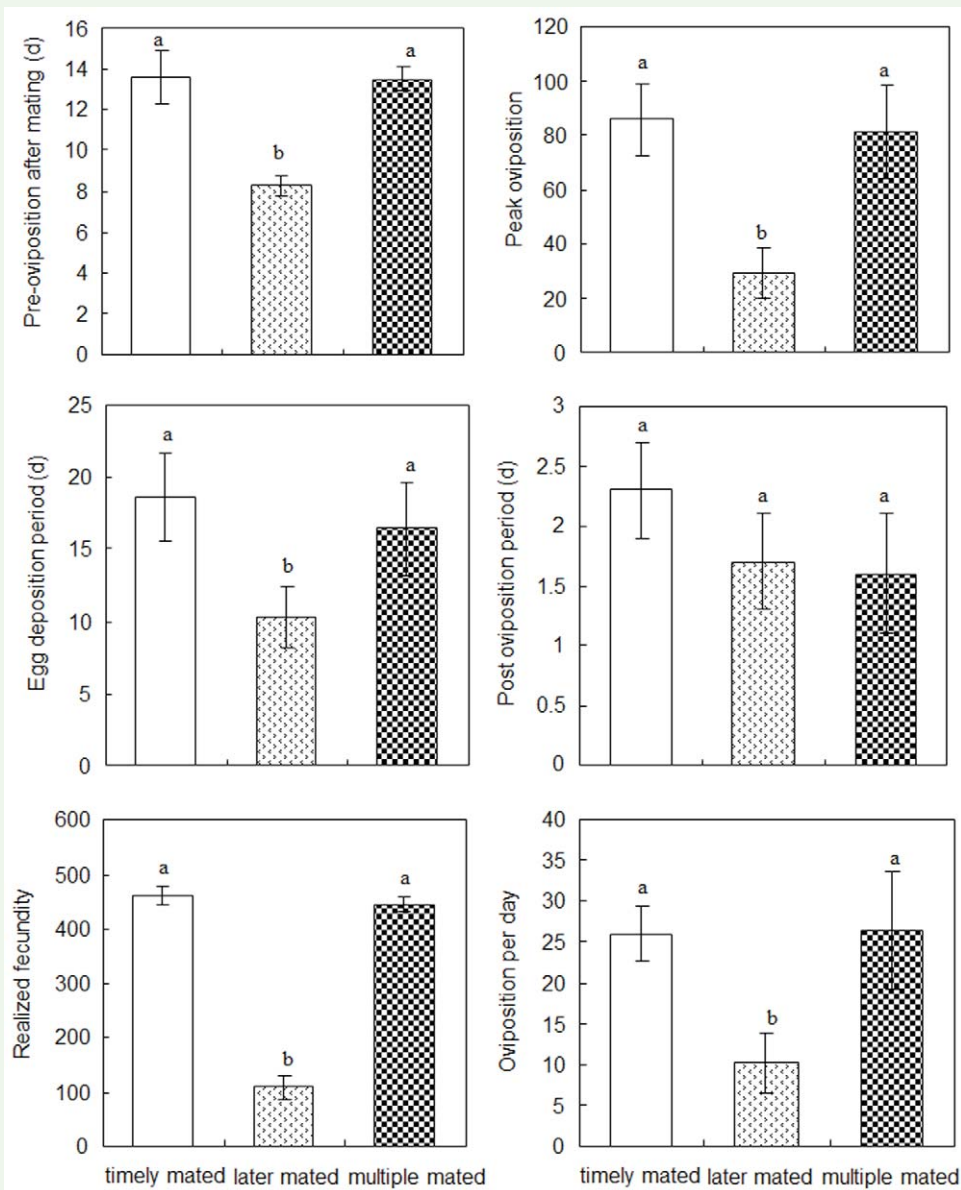 Pre-oviposition after mating (d)
16
14
12
10
8
6
4
2
0
a
b
a
Peak oviposition
120
100
80
60
40
20
0
a
b
a
Egg deposition period (d)
25
20
15
10
5
0
a
b
a
Post oviposition period (d)
3
2.5
2
1.5
1
0.5
0
a
a
a
Realized fecundity
600
500
400
300
200
100
0
a
b
a
timely mated later mated multiple mated
Oviposition per day
40
35
30
25
20
15
10
5
0
a
b
a
timely mated later mated multiple mated